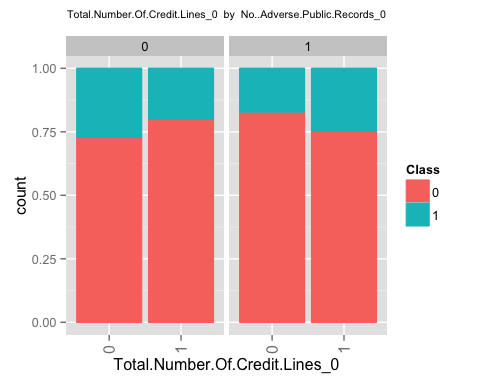 Total.Number.Of.Credit.Lines_0 by No..Adverse.Public.Records_0
0 1
1.00
0.75
0.50
0.25
0.00
count
0 1 0 1
Total.Number.Of.Credit.Lines_0
Class
0
1